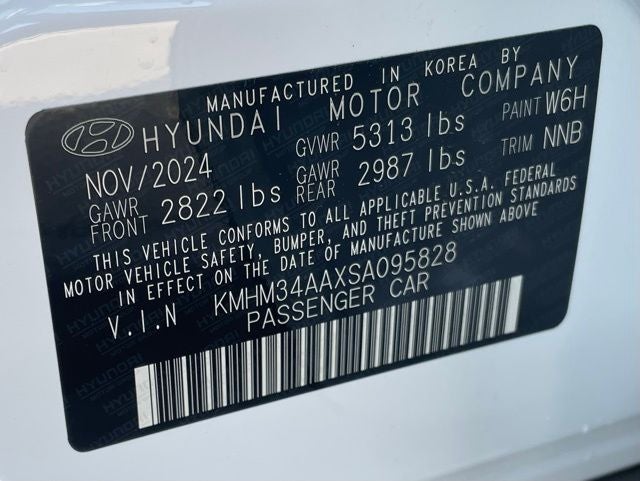 MANUFACTURED IN KOREA BY
HYUNDAI MOTOR COMPANY
NOV/2024 GVWR 5313 lbs PAINT W6H
GAWR FRONT 2822 lbs GAWR REAR 2987 lbs TRIM NNB
THIS VEHICLE CONFORMS TO ALL APPLICABLE U.S.A. FEDERAL
MOTOR VEHICLE SAFETY, BUMPER, AND THEFT PREVENTION STANDARDS
IN EFFECT ON THE DATE OF MANUFACTURE SHOWN ABOVE
V.I.N KMHM34AAXSA095828
PASSENGER CAR